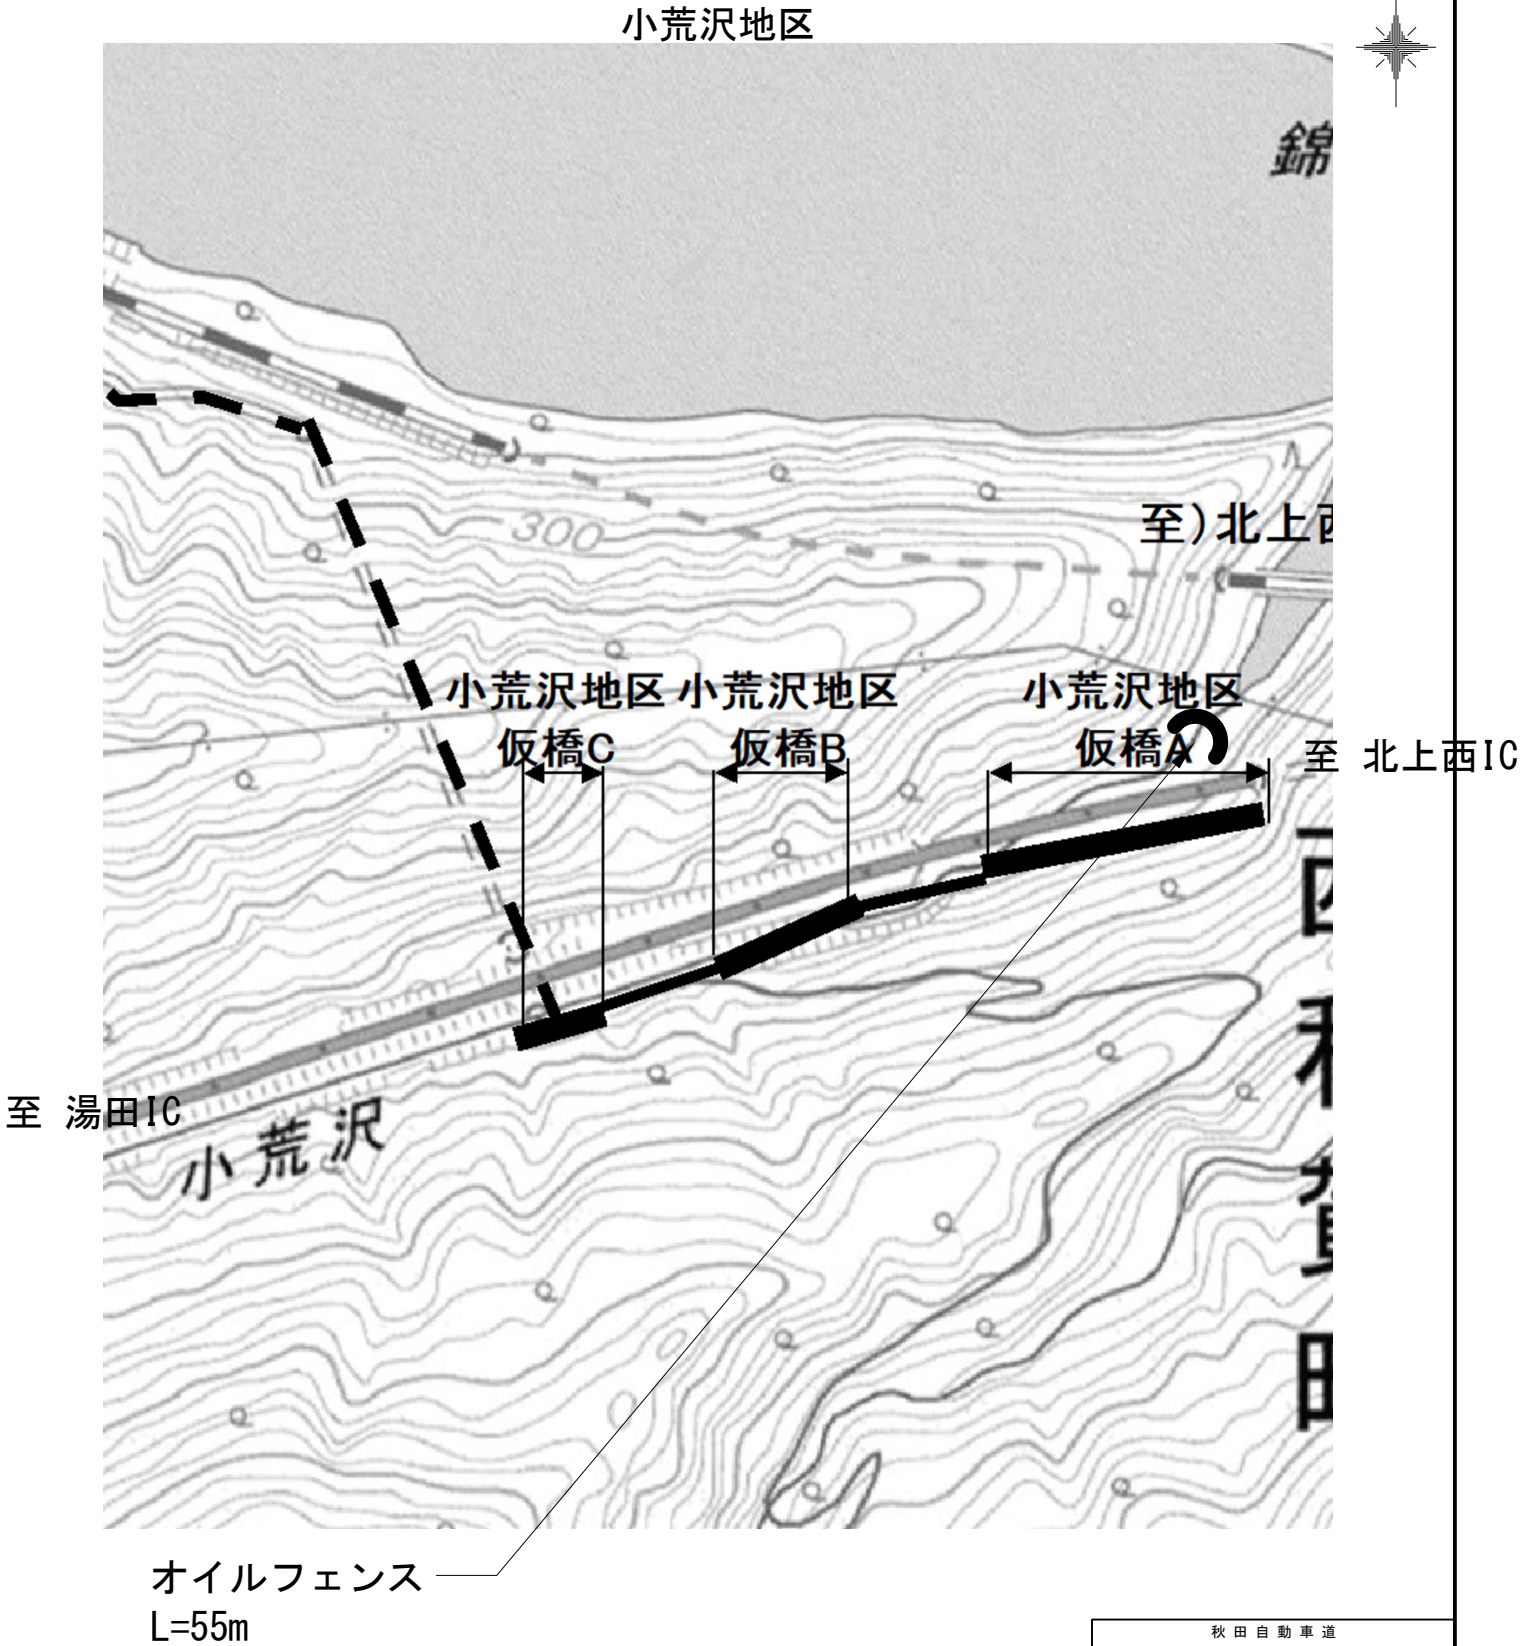 小荒沢地区
錦
300
至)北上西
小荒沢地区 小荒沢地区 小荒沢地区
仮橋C 仮橋B 仮橋A
至 北上西IC
西和賀町
至 湯田IC
小荒沢
オイルフェンス
L=55m
秋田自動車道